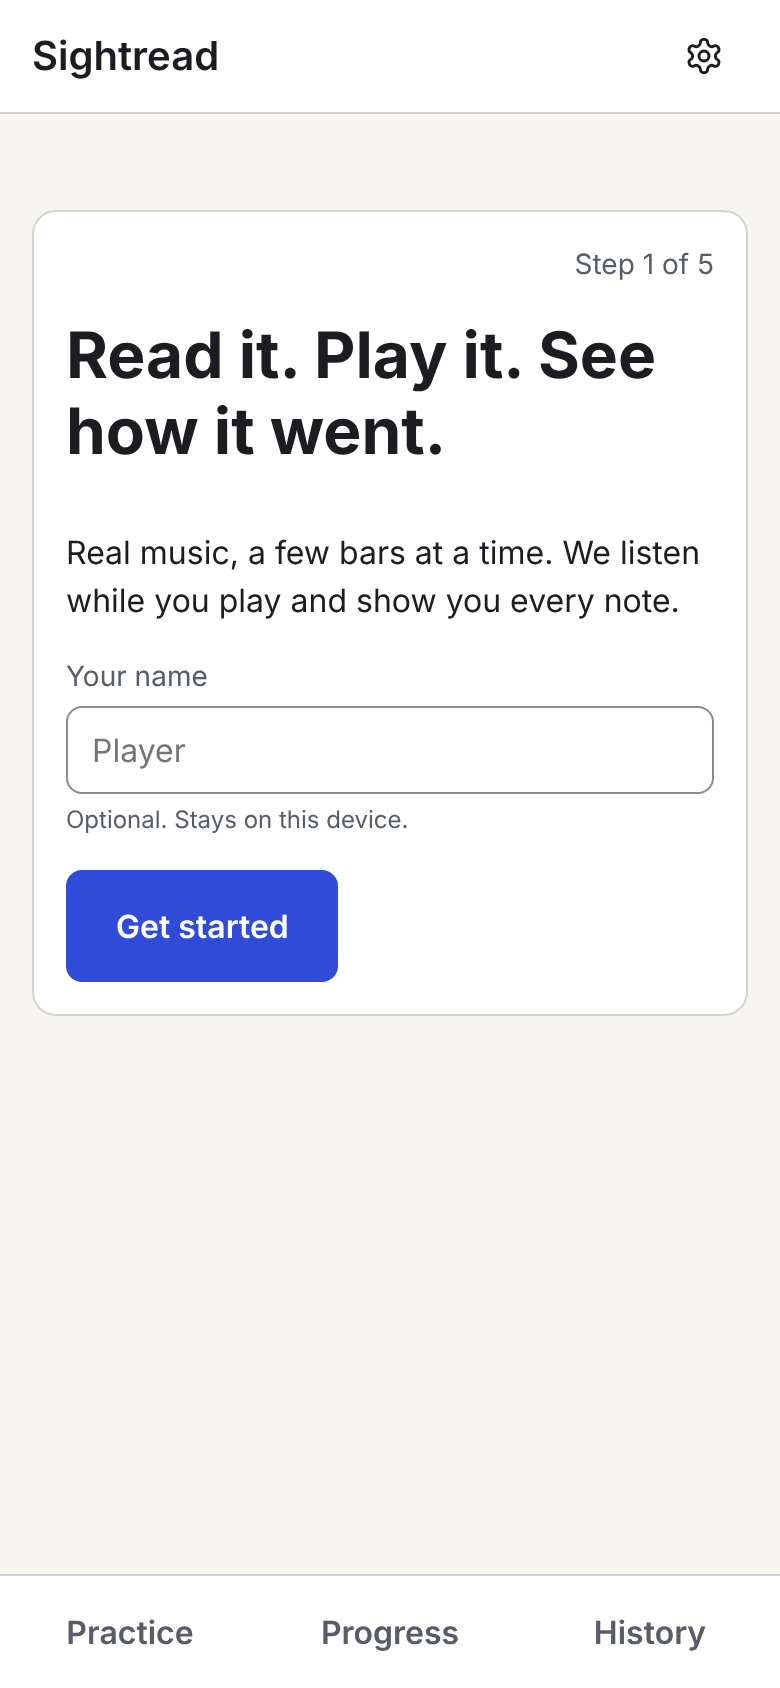 Sightread
Step 1 of 5
Read it. Play it. See
how it went.
Real music, a few bars at a time. We listen
while you play and show you every note.
Your name
Player
Optional. Stays on this device.
Get started
Practice
Progress
History